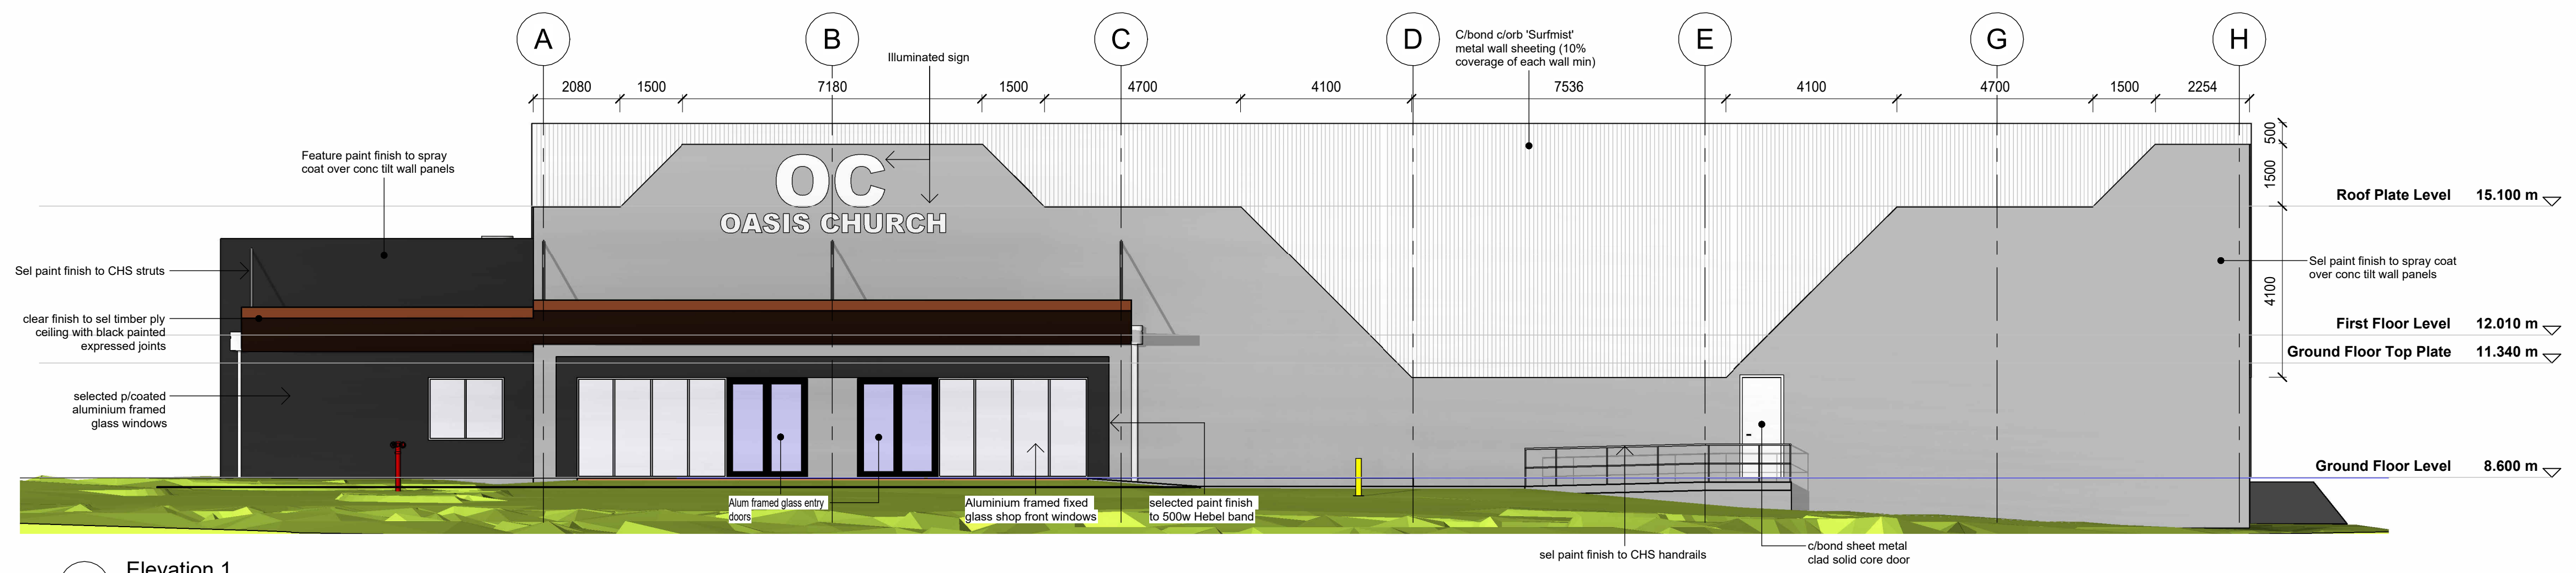 A
B
C
D
E
G
H
Illuminated sign
C/bond c/orb 'Surfmist'
metal wall sheeting (10%
coverage of each wall min)
2080
1500
7180
1500
4700
4100
7536
4100
4700
1500
2254
500
1500
4100
Feature paint finish to spray
coat over conc tilt wall panels
OC
OASIS CHURCH
Roof Plate Level 15.100 m
Sel paint finish to CHS struts
Sel paint finish to spray coat
over conc tilt wall panels
clear finish to sel timber ply
ceiling with black painted
expressed joints
First Floor Level 12.010 m
Ground Floor Top Plate 11.340 m
selected p/coated
aluminium framed
glass windows
Ground Floor Level 8.600 m
Alum framed glass entry
doors
Aluminium framed fixed
glass shop front windows
selected paint finish
to 500w Hebel band
sel paint finish to CHS handrails
c/bond sheet metal
clad solid core door
Elevation 1